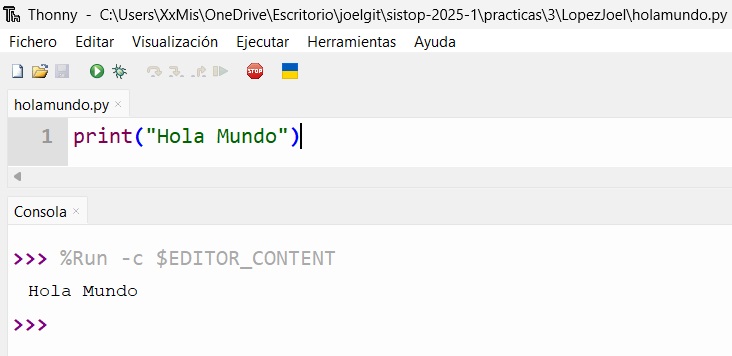 Th Thonny - C:\Users\XxMis\OneDrive\Escritorio\joelgit\sistop-2025-1\practicas\3\LopezJoel\holamundo.py
Fichero Editar Visualización Ejecutar Herramientas Ayuda
STOP
holamundo.py ×
1 print("Hola Mundo")
Consola ×
>>> %Run -c $EDITOR_CONTENT
Hola Mundo
>>>